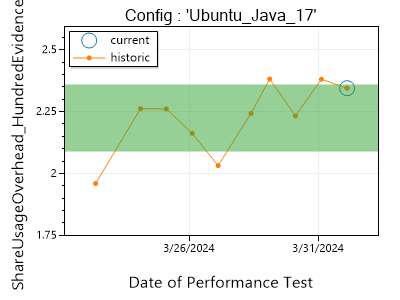 Config : 'Ubuntu_Java_17'
ShareUsageOverhead_HundredEvidence
current
historic
2.5
2.25
2
1.75
3/26/2024
3/31/2024
Date of Performance Test